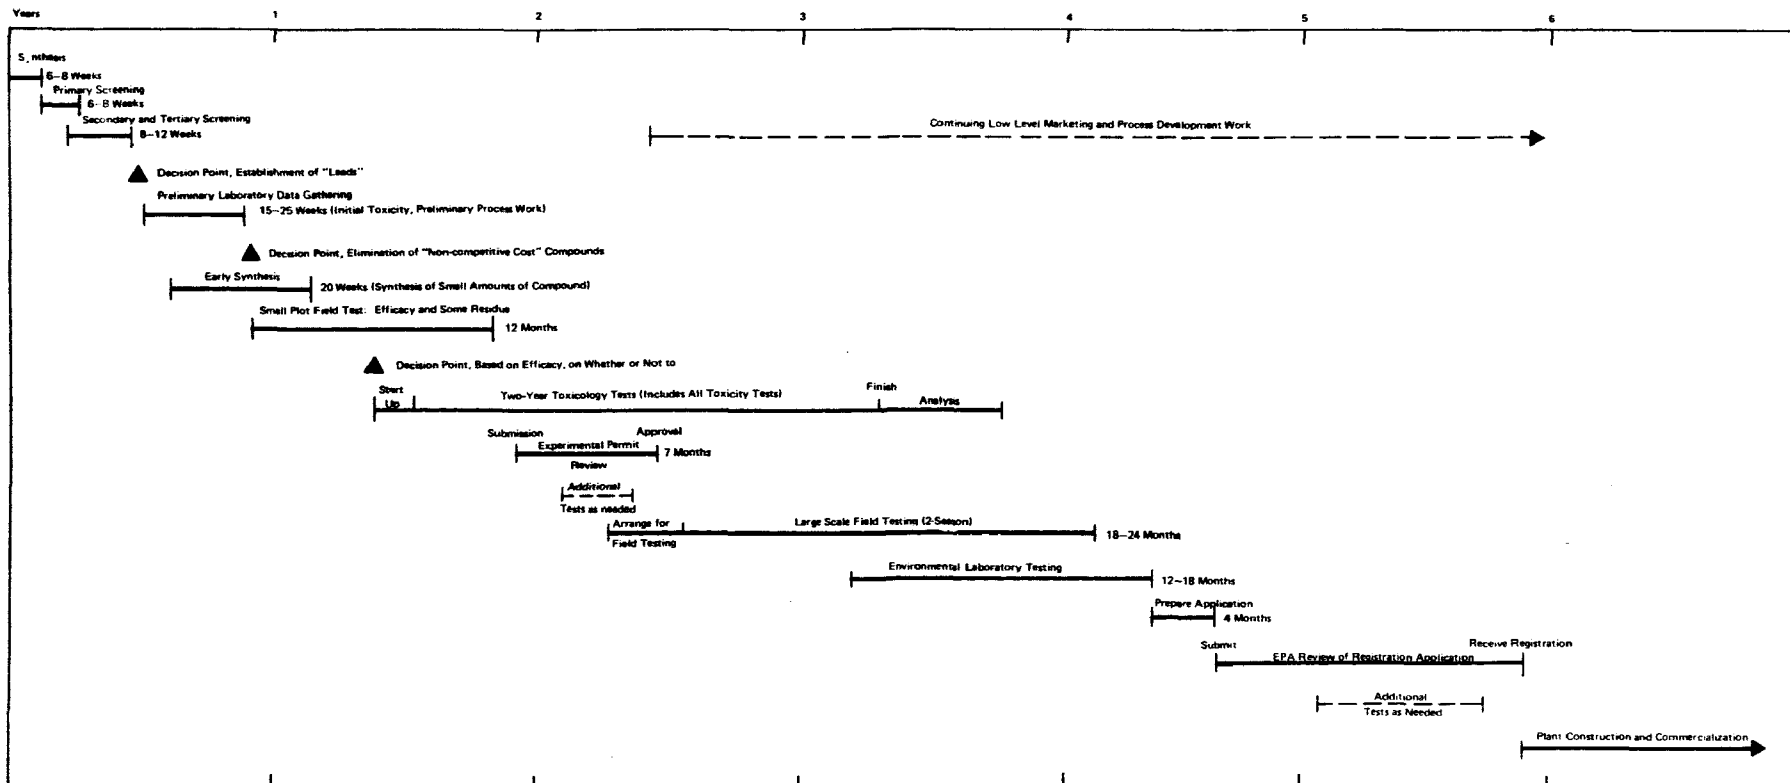 Years
1 2 3 4 5 6
Synthesis
6–8 Weeks
Primary Screening
6–8 Weeks
Secondary and Tertiary Screening
8–12 Weeks
Continuing Low Level Marketing and Process Development Work
Decision Point, Establishment of "Leads"
Preliminary Laboratory Data Gathering
15–25 Weeks (Initial Toxicity, Preliminary Process Work)
Decision Point, Elimination of "Non-competitive Cost" Compounds
Early Synthesis
20 Weeks (Synthesis of Small Amounts of Compound)
Small Plot Field Test: Efficacy and Some Residue
12 Months
Decision Point, Based on Efficacy, on Whether or Not to
Start
Up
Two-Year Toxicology Tests (Includes All Toxicity Tests)
Finish
Analysis
Submission
Approval
Experimental Permit
7 Months
Review
Additional
Tests as needed
Arrange for
Field Testing
Large Scale Field Testing (2-Season)
18–24 Months
Environmental Laboratory Testing
12–18 Months
Prepare Application
4 Months
Submit
Receive Registration
EPA Review of Registration Application
Additional
Tests as Needed
Plant Construction and Commercialization